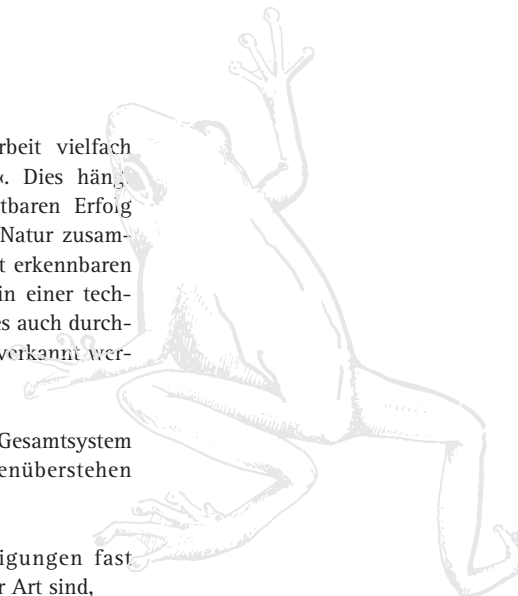 rbeit vielfach
‹. Dies häng
tbaren Erfolg
Natur zusam-
t erkennbaren
in einer tech-
es auch durch-
verkannt wer-
Gesamtsystem
enüberstehen
igungen fast
r Art sind,